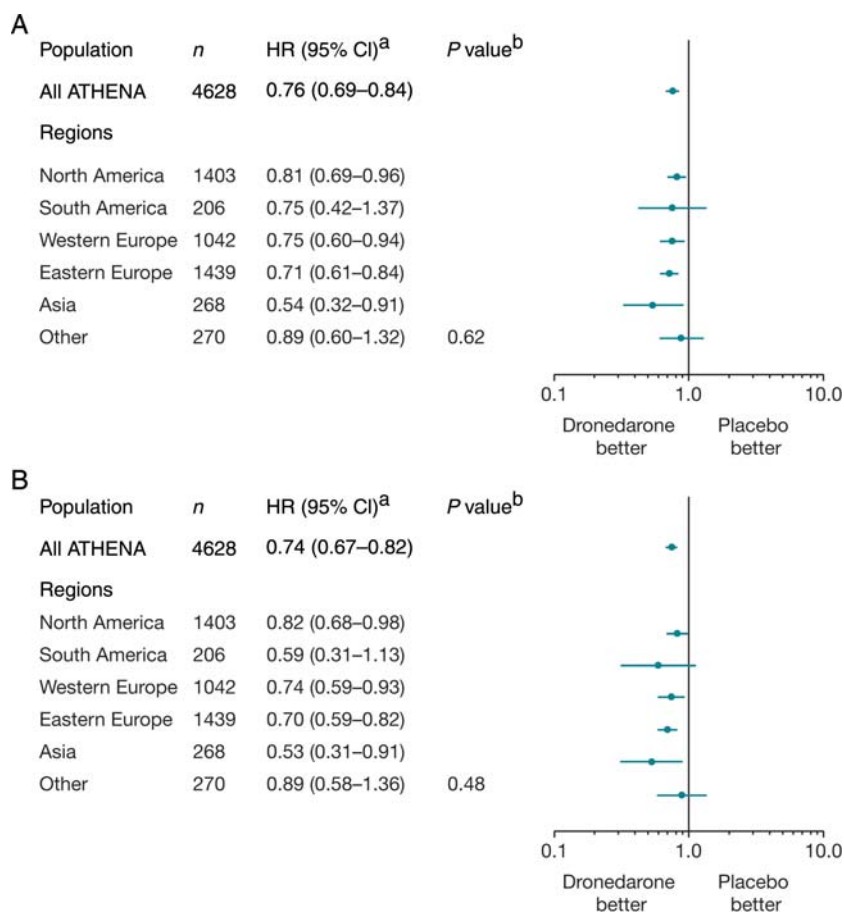 A
Population n HR (95% CI)a P valueb
All ATHENA 4628 0.76 (0.69–0.84)
Regions
North America 1403 0.81 (0.69–0.96)
South America 206 0.75 (0.42–1.37)
Western Europe 1042 0.75 (0.60–0.94)
Eastern Europe 1439 0.71 (0.61–0.84)
Asia 268 0.54 (0.32–0.91)
Other 270 0.89 (0.60–1.32) 0.62
0.1 1.0 10.0
Dronedarone Placebo
better better
B
Population n HR (95% CI)a P valueb
All ATHENA 4628 0.74 (0.67–0.82)
Regions
North America 1403 0.82 (0.68–0.98)
South America 206 0.59 (0.31–1.13)
Western Europe 1042 0.74 (0.59–0.93)
Eastern Europe 1439 0.70 (0.59–0.82)
Asia 268 0.53 (0.31–0.91)
Other 270 0.89 (0.58–1.36) 0.48
0.1 1.0 10.0
Dronedarone Placebo
better better